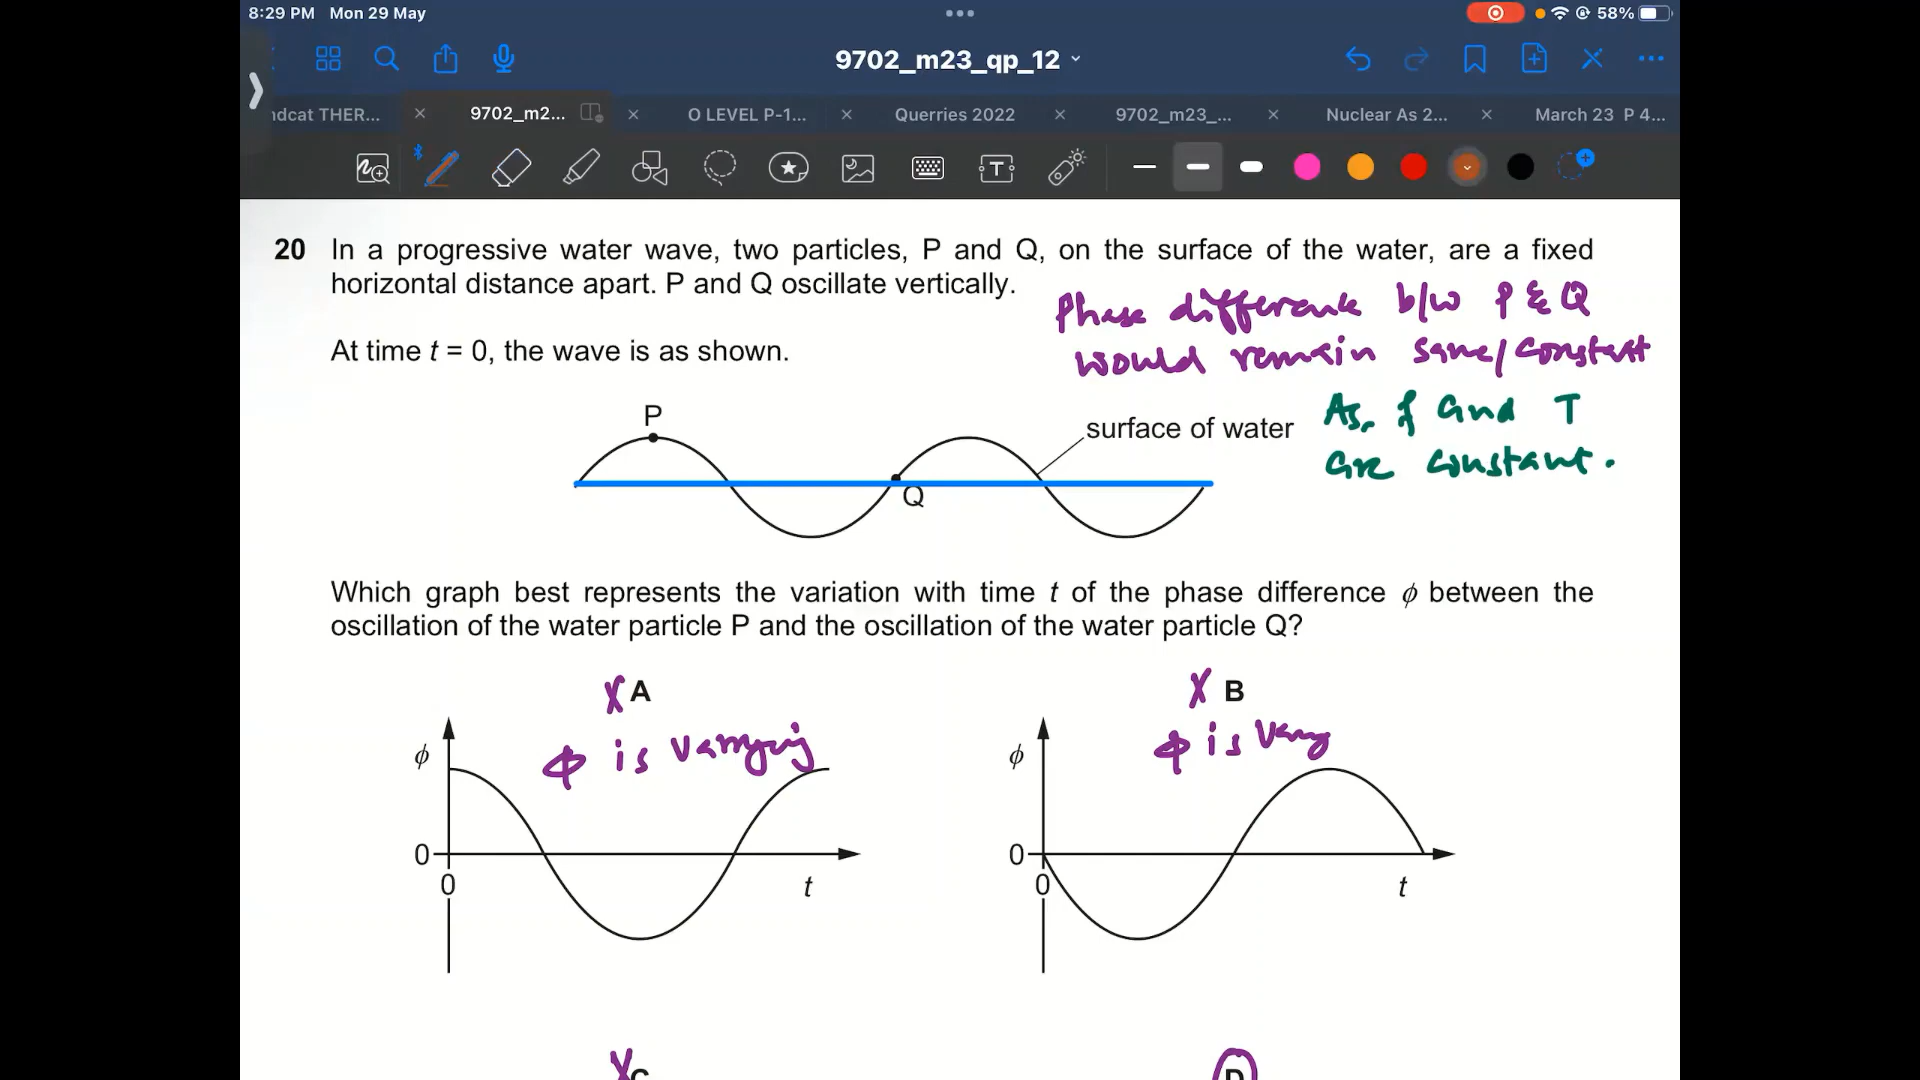 8:29 PM Mon 29 May
58%
9702_m23_qp_12
ndcat THER...
9702_m2...
O LEVEL P-1...
Querries 2022
9702_m23_...
Nuclear As 2...
March 23 P 4...
20 In a progressive water wave, two particles, P and Q, on the surface of the water, are a fixed
horizontal distance apart. P and Q oscillate vertically.
Phase difference b/w P & Q
would remain same/constant
At time t = 0, the wave is as shown.
As, f and T
are constant.
P
surface of water
Q
Which graph best represents the variation with time t of the phase difference ϕ between the
oscillation of the water particle P and the oscillation of the water particle Q?
X A
X B
ϕ is varrying
ϕ is
ϕ
ϕ
0
0
0
t
0
t
X C
D